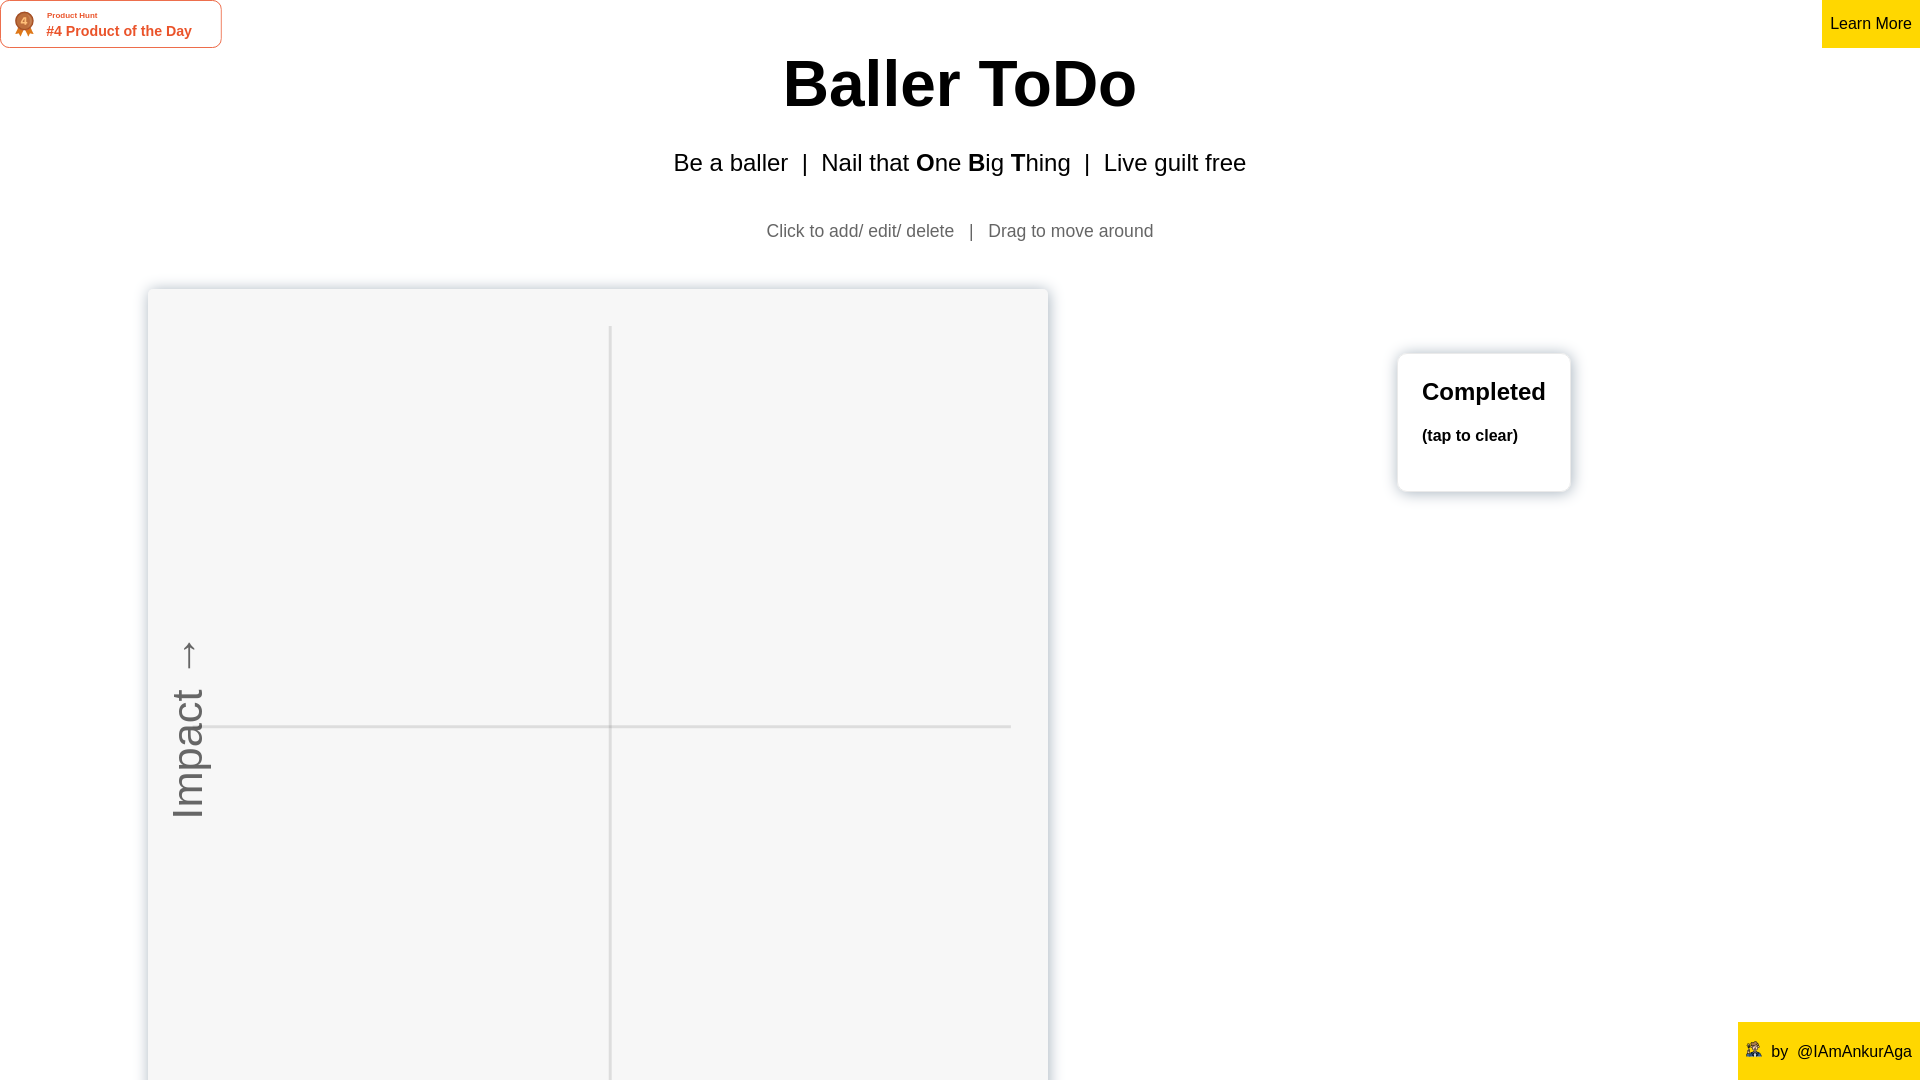 4
Product Hunt
#4 Product of the Day
Learn More
Baller ToDo
Be a baller | Nail that One Big Thing | Live guilt free
Click to add/ edit/ delete | Drag to move around
Completed
(tap to clear)
Impact →
by @IAmAnkurAga